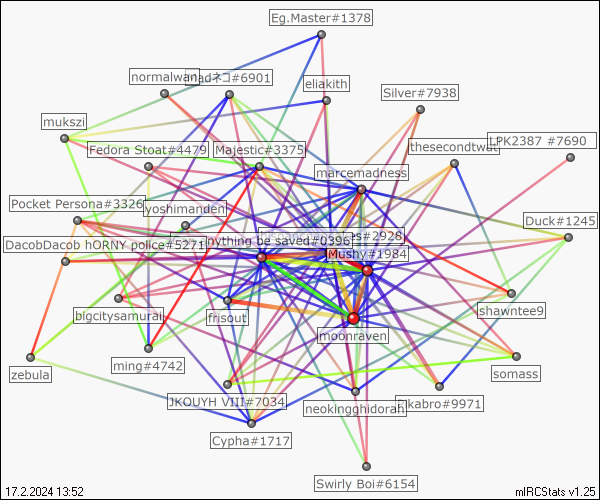 Eg.Master#1378
normalwan
madネコ#6901
eliakith
Silver#7938
mukszi
thesecondtwat
LPK2387 #7690
Fedora Stoat#4479
Majestic#3375
marcemadness
Pocket Persona#3326
yoshimanden
Duck#1245
DacobDacob hORNY police#5271
nything be saved#0396
es#2928
Mushy#1984
bigcitysamurai
frisout
shawntee9
moonraven
zebula
ming#4742
somass
JKOUYH VIII#7034
neokingghidorah
kabro#9971
Cypha#1717
Swirly Boi#6154
17.2.2024 13:52
mIRCStats v1.25